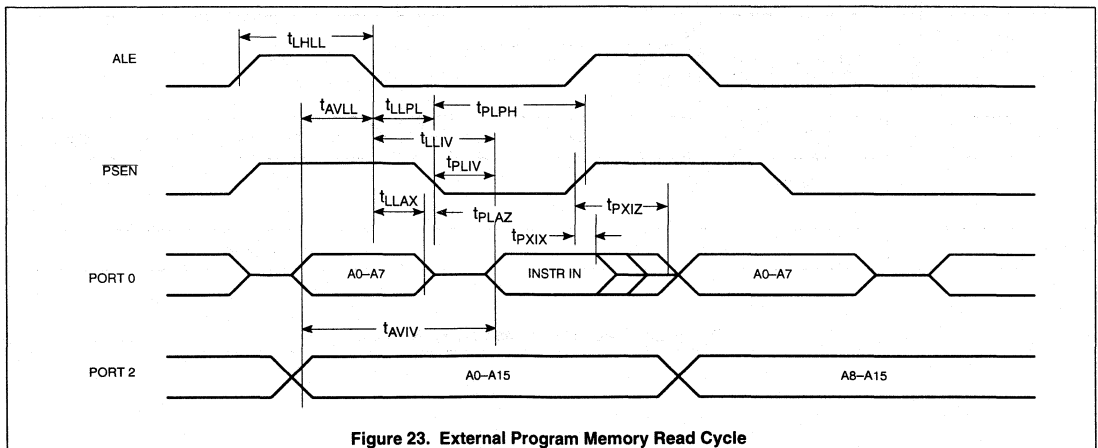 tLHLL
ALE
tAVLL tLLPL tPLPH
tLLIV
PSEN tPLIV
tLLAX tPLAZ tPXIZ
tPXIX
PORT 0 A0–A7 INSTR IN A0–A7
tAVIV
PORT 2 A0–A15 A8–A15
Figure 23. External Program Memory Read Cycle